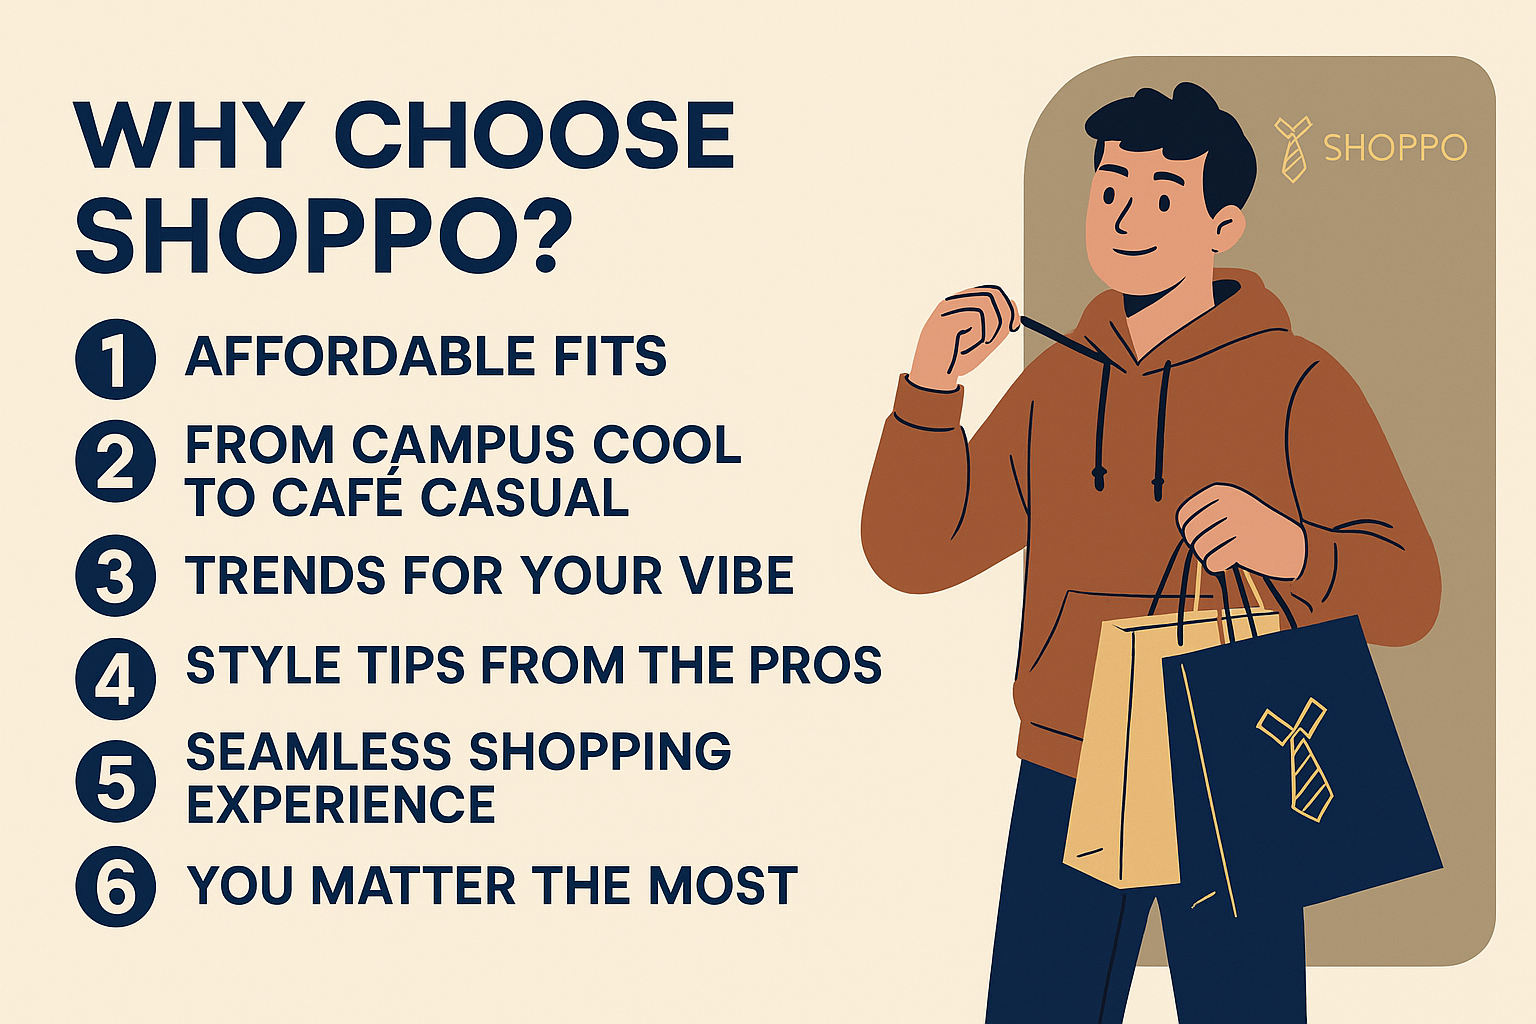 WHY CHOOSE
SHOPPO?
1 AFFORDABLE FITS
2 FROM CAMPUS COOL
TO CAFÉ CASUAL
3 TRENDS FOR YOUR VIBE
4 STYLE TIPS FROM THE PROS
5 SEAMLESS SHOPPING
EXPERIENCE
6 YOU MATTER THE MOST
SHOPPO